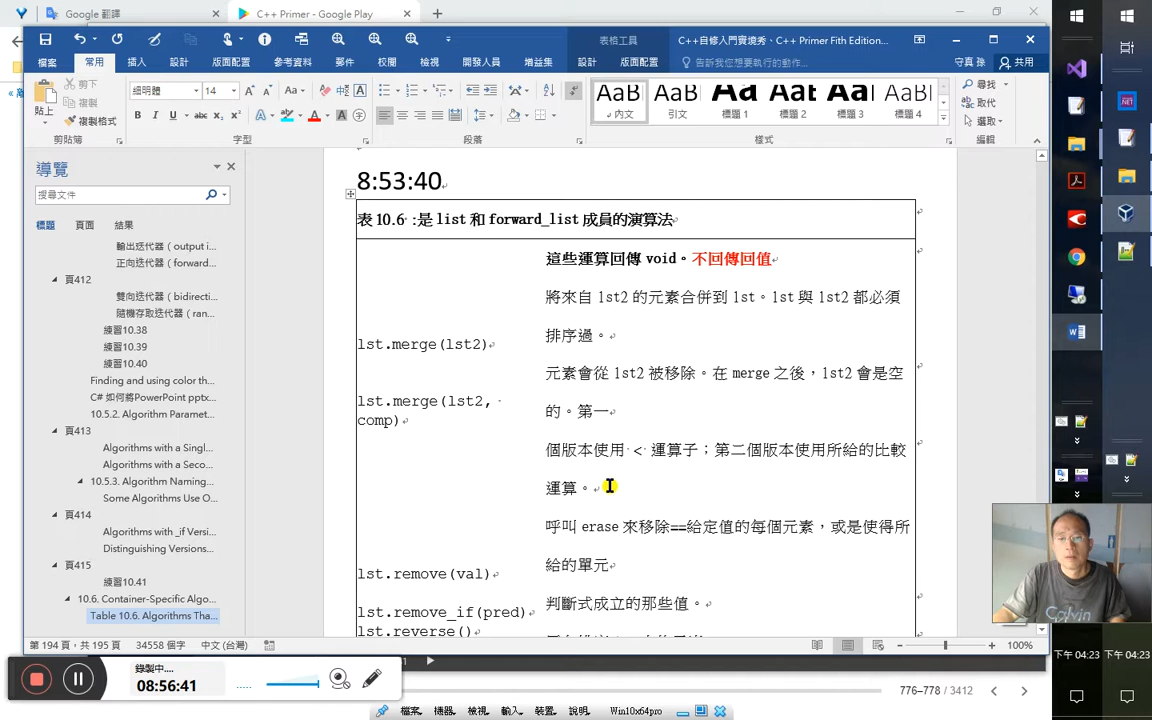 Google 翻譯
C++ Primer - Google Play
表格工具
C++自修入門實境秀、C++ Primer Fith Edition...
檔案
常用
插入
設計
版面配置
參考資料
郵件
校閱
檢視
開發人員
增益集
設計
版面配置
告訴我您想要執行的動作...
守真 孫
共用
貼上
剪下
複製
複製格式
細明體
14
AaB
AaBb
AaB
AaB
AaB
AaBb
內文
引文
標題 1
標題 2
標題 3
標題 4
尋找
取代
選取
剪貼簿
字型
段落
樣式
編輯
導覽
搜尋文件
標題
頁面
結果
輸出迭代器（output i...
正向迭代器（forward...
頁412
雙向迭代器（bidirecti...
隨機存取迭代器（ran...
練習10.38
練習10.39
練習10.40
Finding and using color th...
C# 如何將PowerPoint pptx...
10.5.2. Algorithm Paramet...
頁413
Algorithms with a Singl...
Algorithms with a Seco...
10.5.3. Algorithm Naming...
Some Algorithms Use O...
頁414
Algorithms with _if Versi...
Distinguishing Versions...
頁415
練習10.41
10.6. Container-Specific Algo...
Table 10.6. Algorithms Tha...
8:53:40
表 10.6 :是 list 和 forward_list 成員的演算法
這些運算回傳 void。不回傳回值
lst.merge(lst2)
將來自 lst2 的元素合併到 lst。lst 與 lst2 都必須
排序過。
元素會從 lst2 被移除。在 merge 之後，lst2 會是空
的。第一
lst.merge(lst2,
comp)
個版本使用 < 運算子；第二個版本使用所給的比較
運算。
呼叫 erase 來移除==給定值的每個元素，或是使得所
給的單元
lst.remove(val)
lst.remove_if(pred)
判斷式成立的那些值。
lst.reverse()
第 194 頁，共 195 頁
34558 個字
中文 (台灣)
100%
錄製中...
08:56:41
776–778 / 3412
檔案
機器
檢視
輸入
裝置
說明
Win10x64pro
下午 04:23
下午 04:23
Calvin